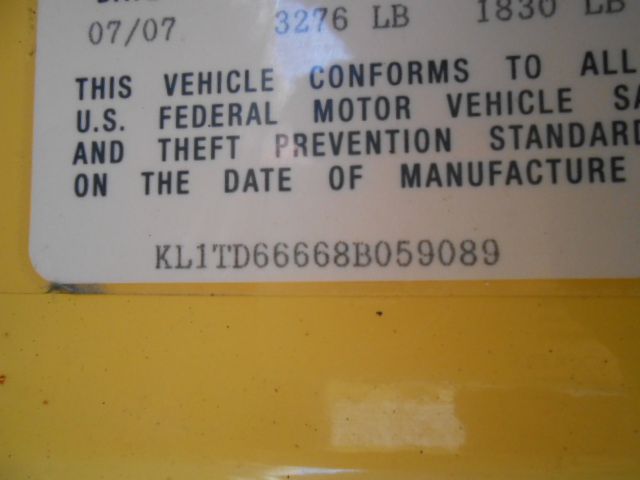 07/07 3276 LB 1830 LB
THIS VEHICLE CONFORMS TO ALL
U.S. FEDERAL MOTOR VEHICLE SA
AND THEFT PREVENTION STANDARD
ON THE DATE OF MANUFACTURE
KL1TD66668B059089